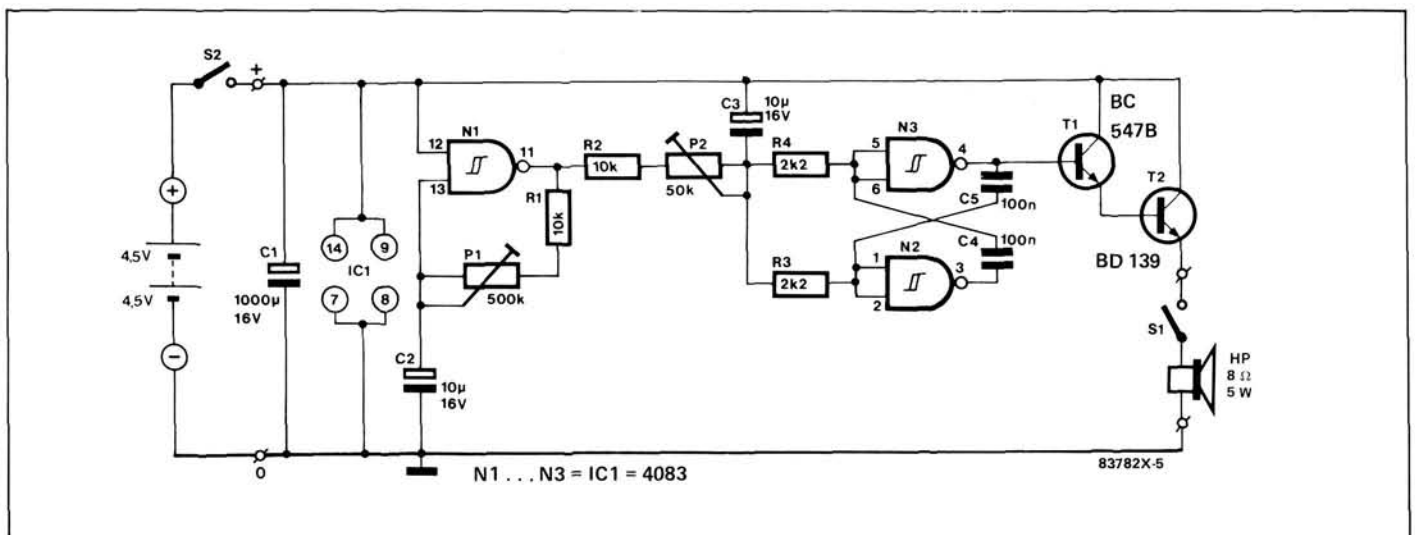 S2
+
C1
1000µ
16V
4,5V
4,5V
+
−
0
14
9
IC1
7
8
12
13
N1
11
R1
10k
P1
500k
C2
10µ
16V
R2
10k
P2
50k
C3
10µ
16V
R4
2k2
R3
2k2
5
6
N3
4
C5
100n
C4
100n
1
2
N2
3
T1
BC
547B
T2
BD 139
S1
HP
8 Ω
5 W
N1 . . . N3 = IC1 = 4083
83782X-5